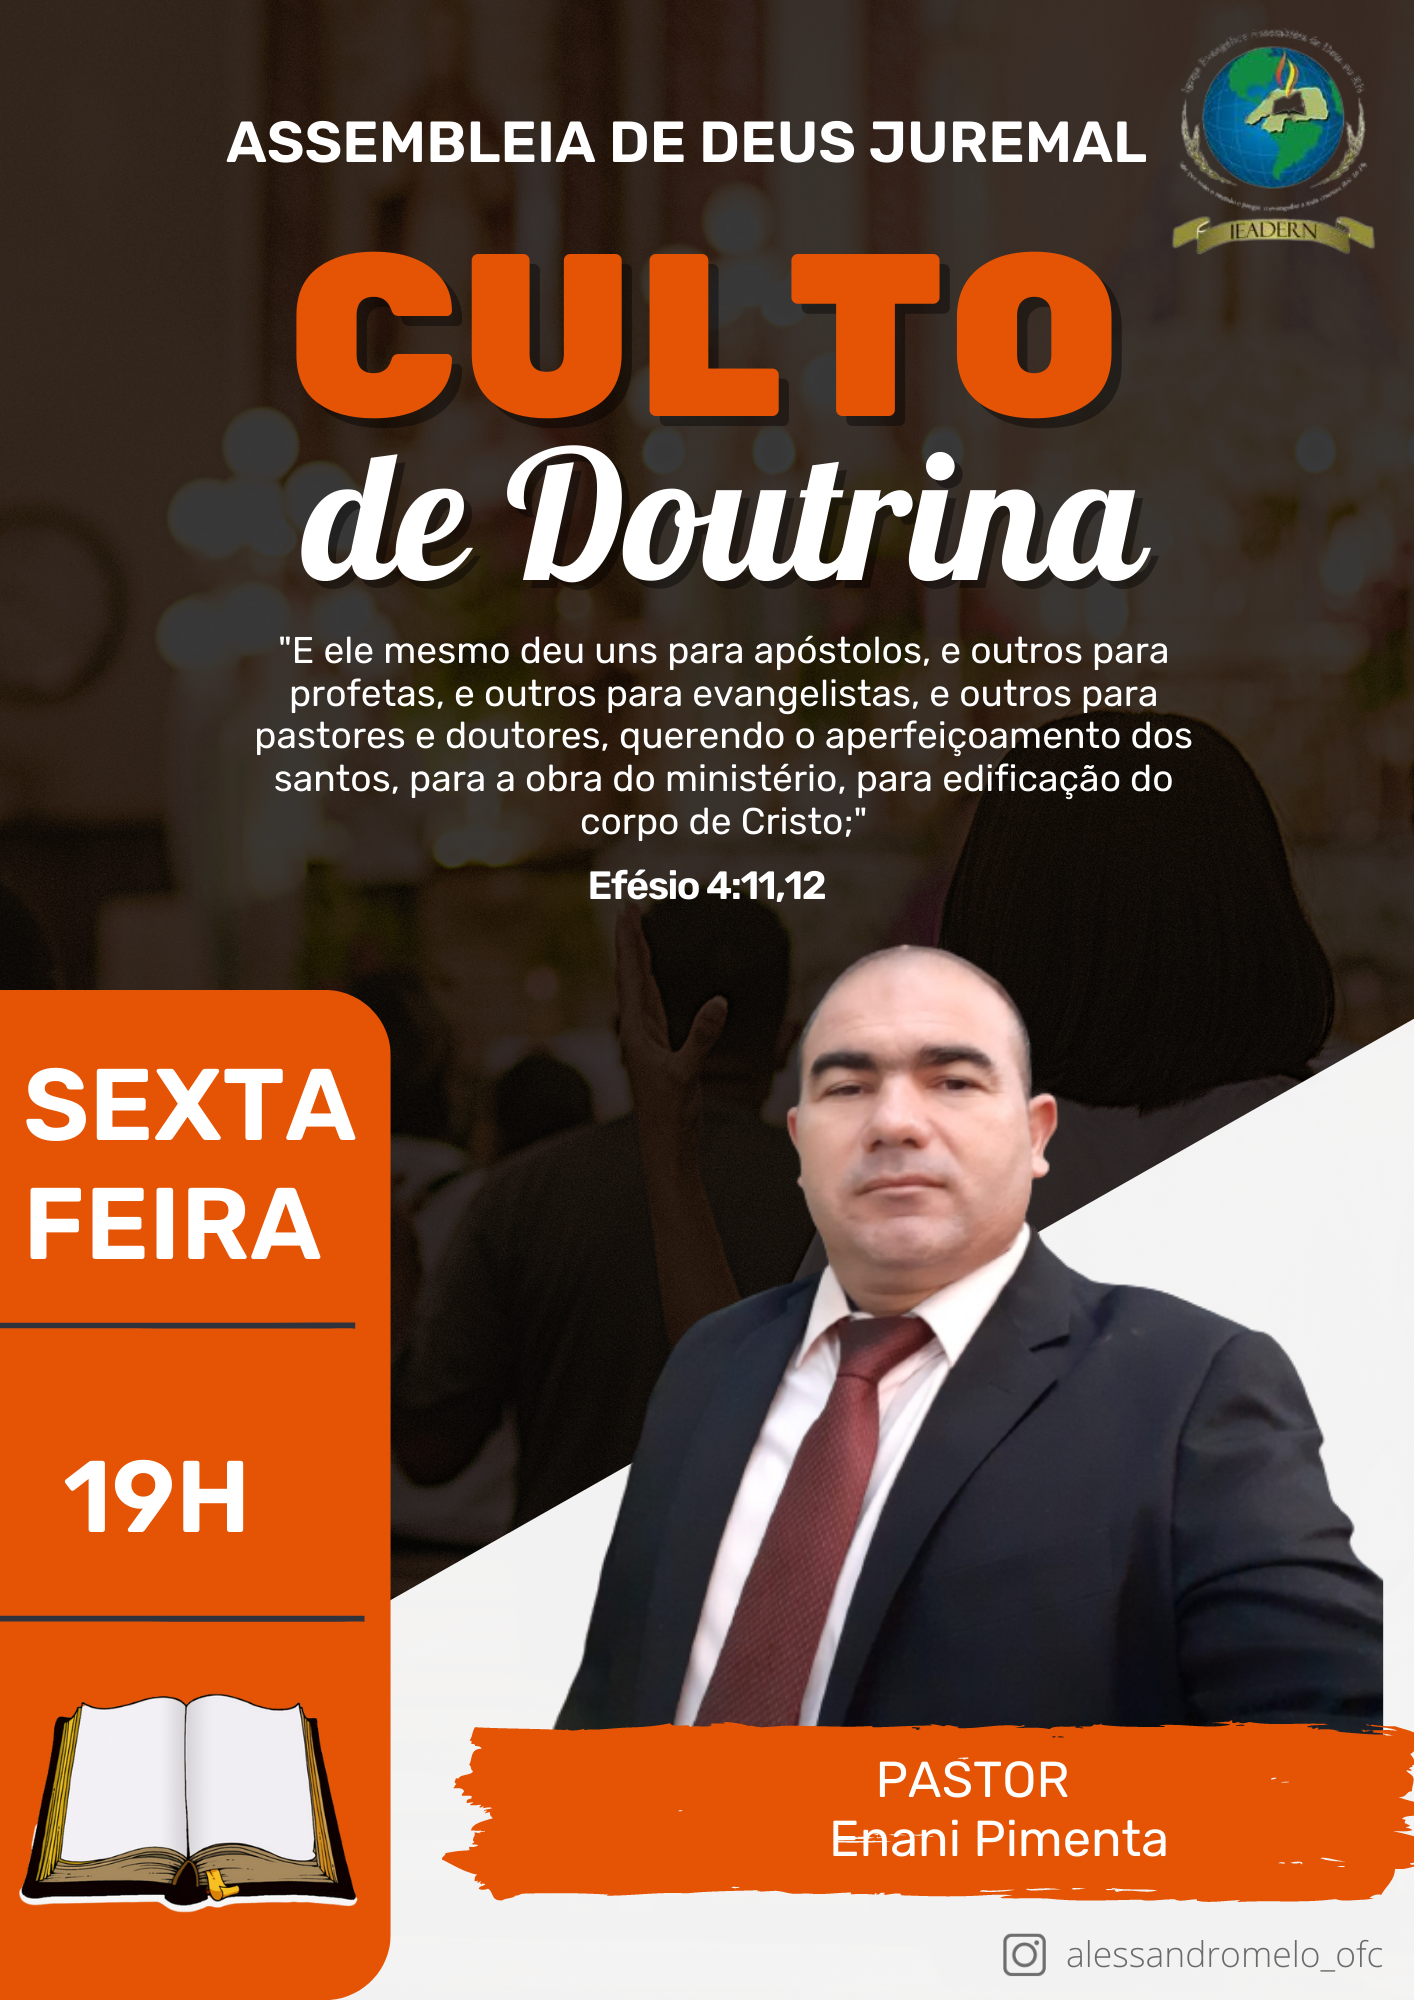 ASSEMBLEIA DE DEUS JUREMAL
IEADERN
CULTO
de Doutrina
"E ele mesmo deu uns para apóstolos, e outros para
profetas, e outros para evangelistas, e outros para
pastores e doutores, querendo o aperfeiçoamento dos
santos, para a obra do ministério, para edificação do
corpo de Cristo;"
Efésio 4:11,12
SEXTA
FEIRA
19H
PASTOR
Enani Pimenta
alessandromelo_ofc